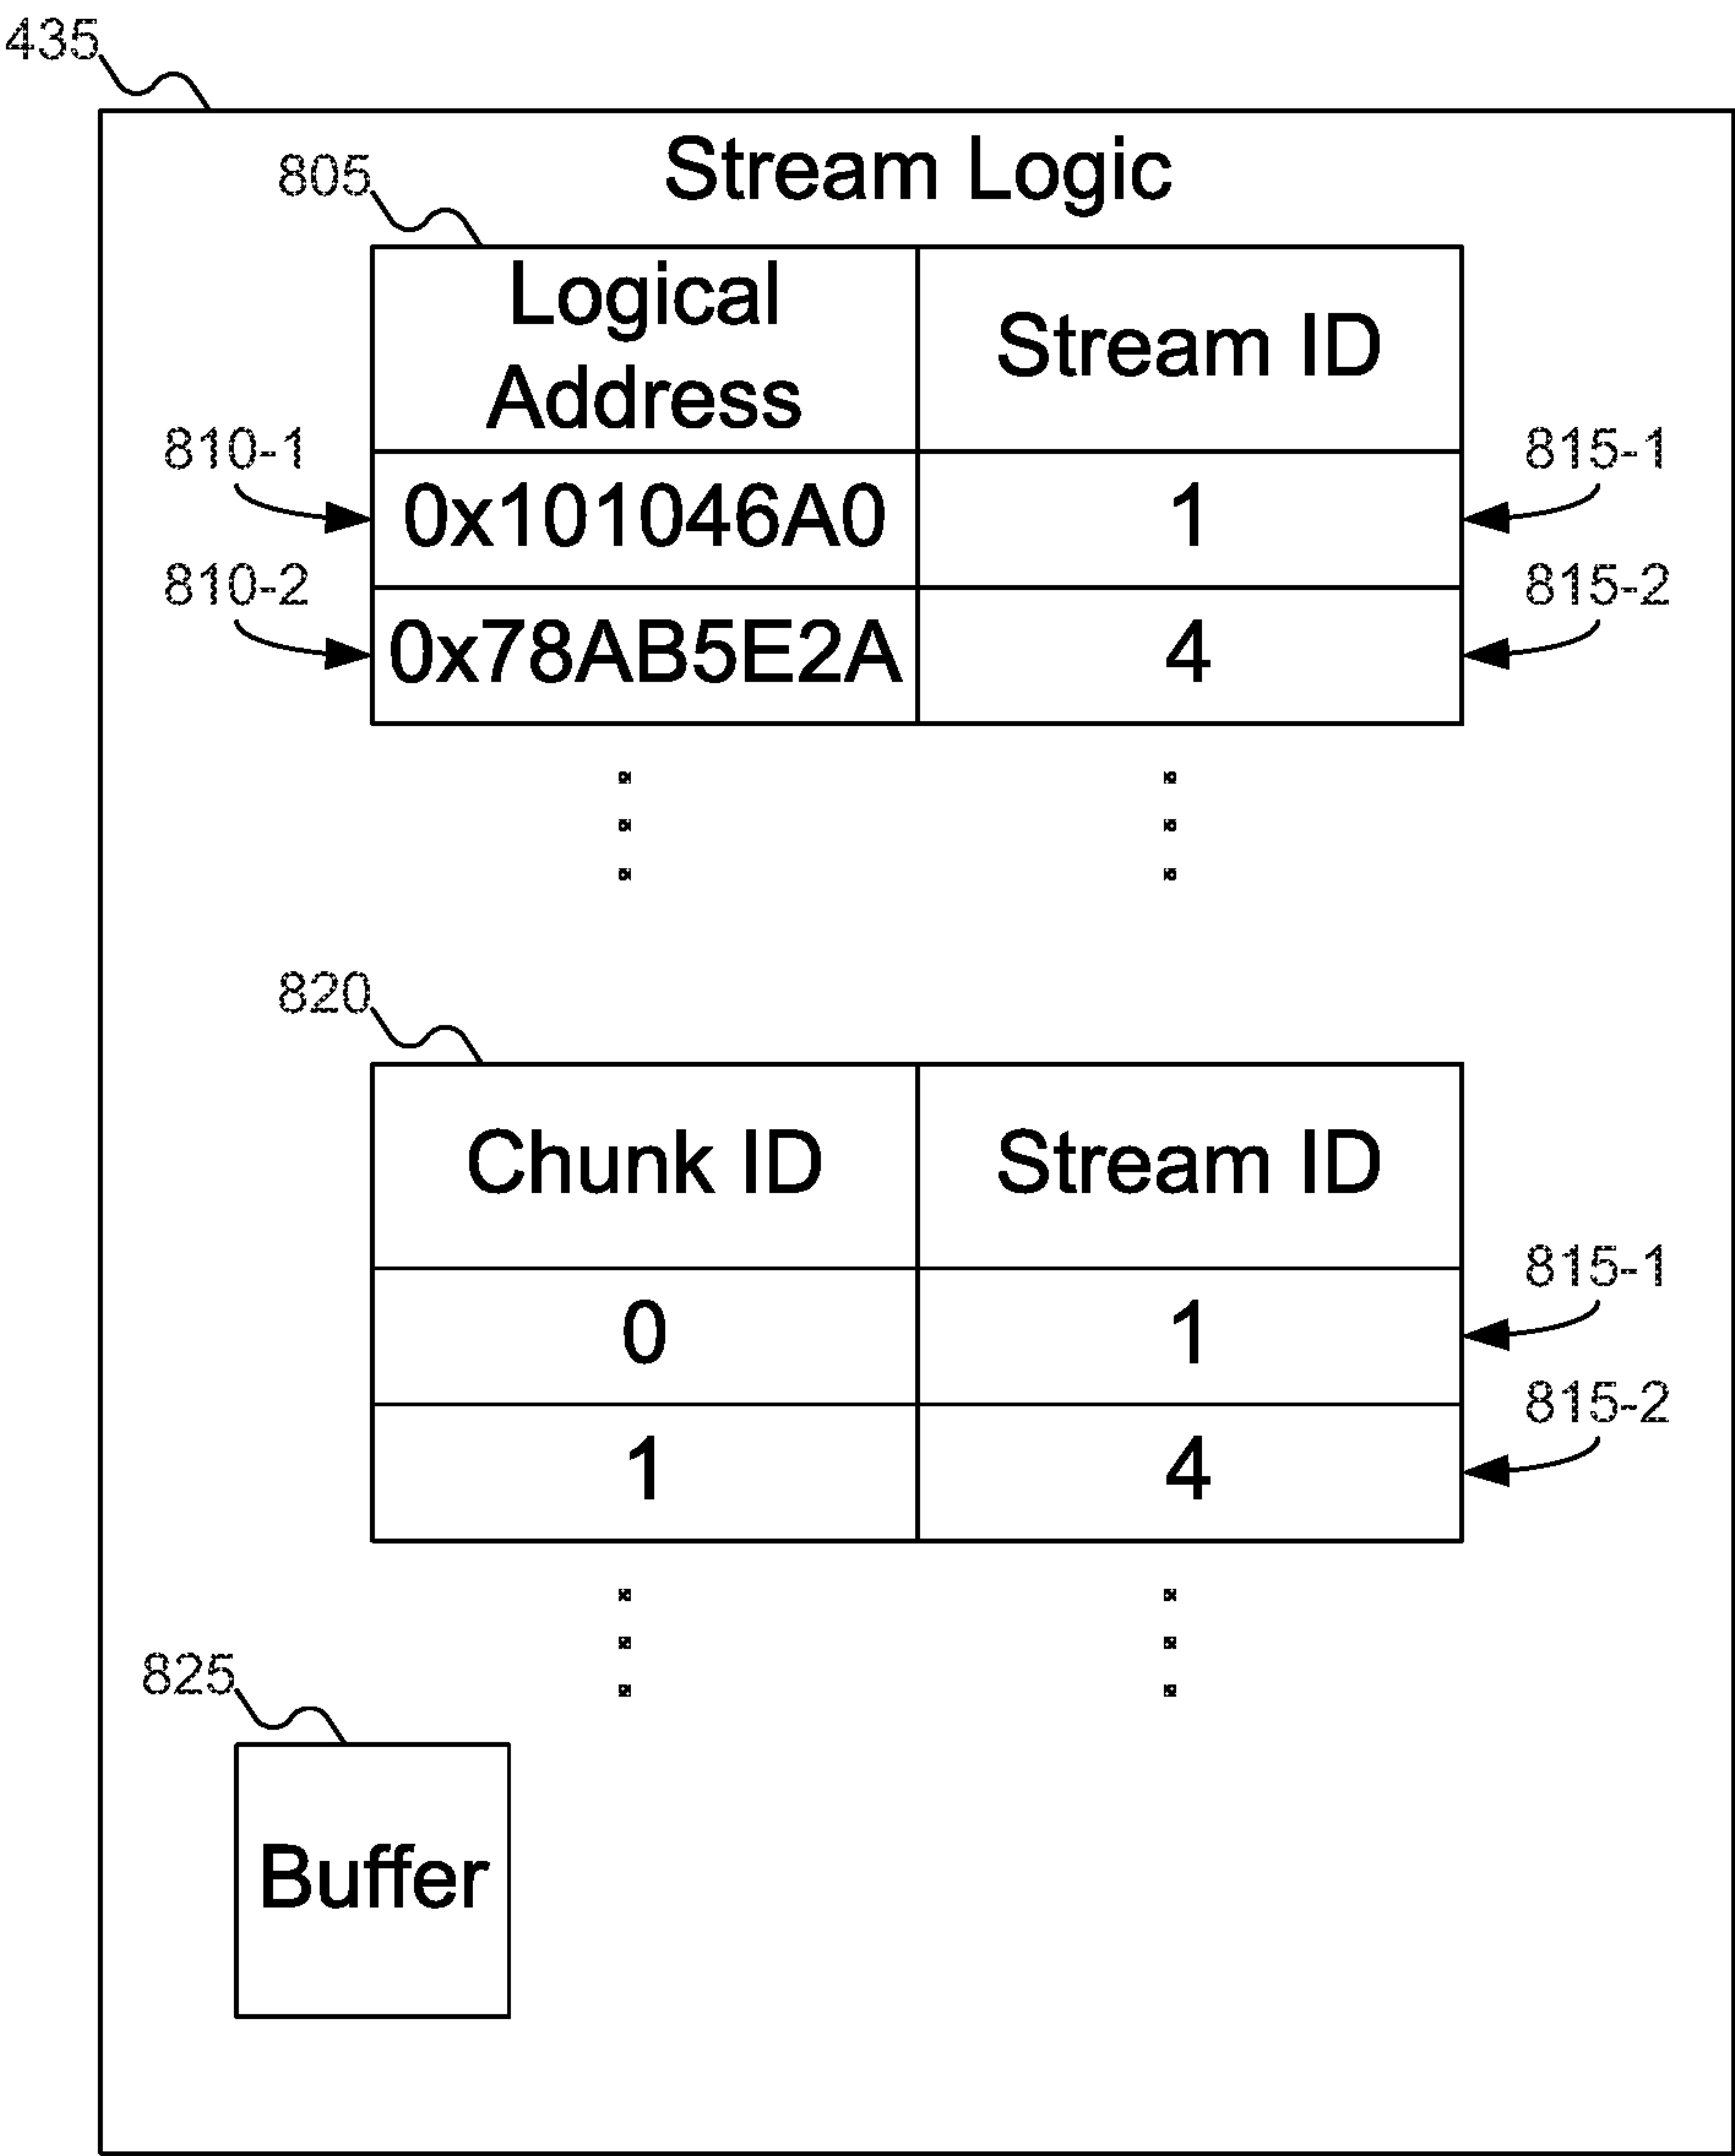 435
Stream Logic
805
Logical
Address
Stream ID
810-1
0x101046A0
1
815-1
810-2
0x78AB5E2A
4
815-2
820
Chunk ID
Stream ID
0
1
815-1
1
4
815-2
825
Buffer